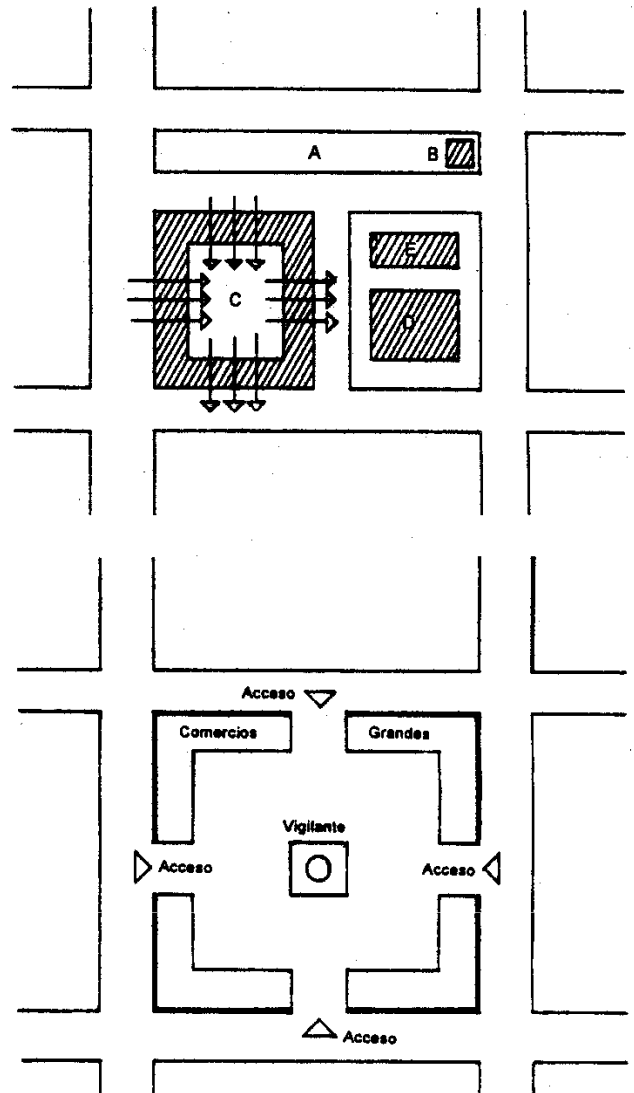 A
B
E
C
D
Acceso
Comercios
Grandes
Vigilante
Acceso
Acceso
Acceso